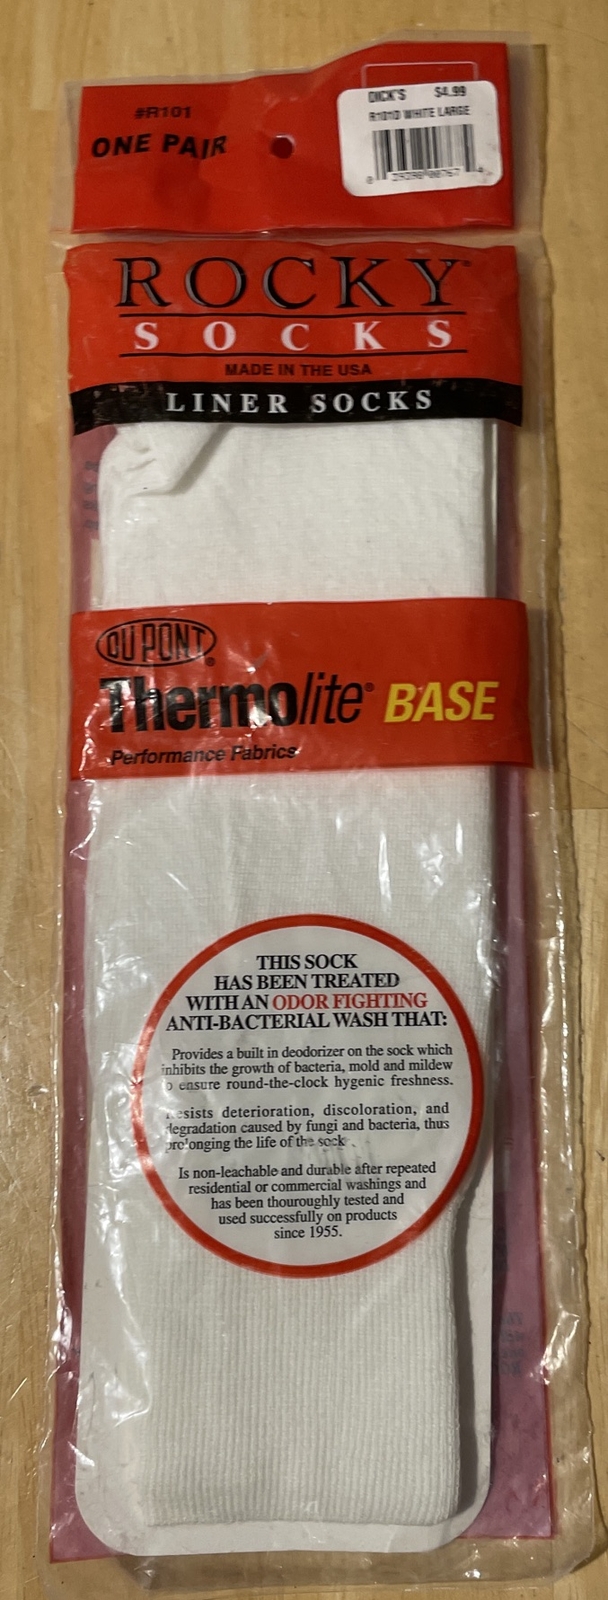 #R101
ONE PAIR
DICK'S $4.99
R101D WHITE LARGE
ROCKY®
SOCKS
MADE IN THE USA
LINER SOCKS
DU PONT®
Thermolite® BASE
Performance Fabrics
THIS SOCK
HAS BEEN TREATED
WITH AN ODOR FIGHTING
ANTI-BACTERIAL WASH THAT:
Provides a built in deodorizer on the sock which
inhibits the growth of bacteria, mold and mildew
to ensure round-the-clock hygenic freshness.
Resists deterioration, discoloration, and
degradation caused by fungi and bacteria, thus
prolonging the life of the sock.
Is non-leachable and durable after repeated
residential or commercial washings and
has been thouroughly tested and
used successfully on products
since 1955.